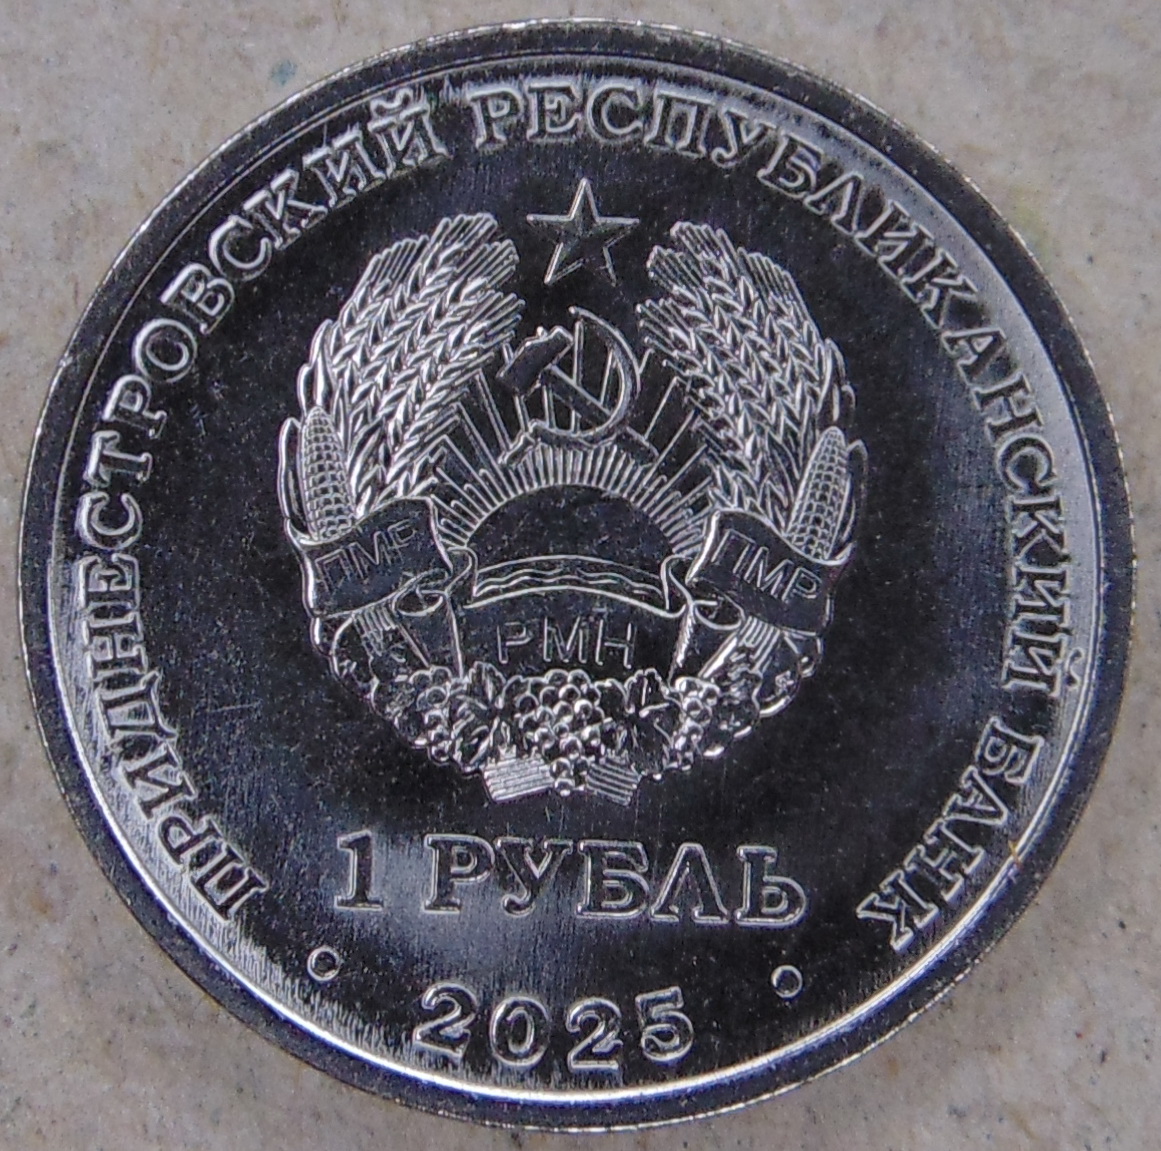 ПРИДНЕСТРОВСКИЙ РЕСПУБЛИКАНСКИЙ БАНК
ПМР
ПМР
РМН
1 РУБЛЬ
2025